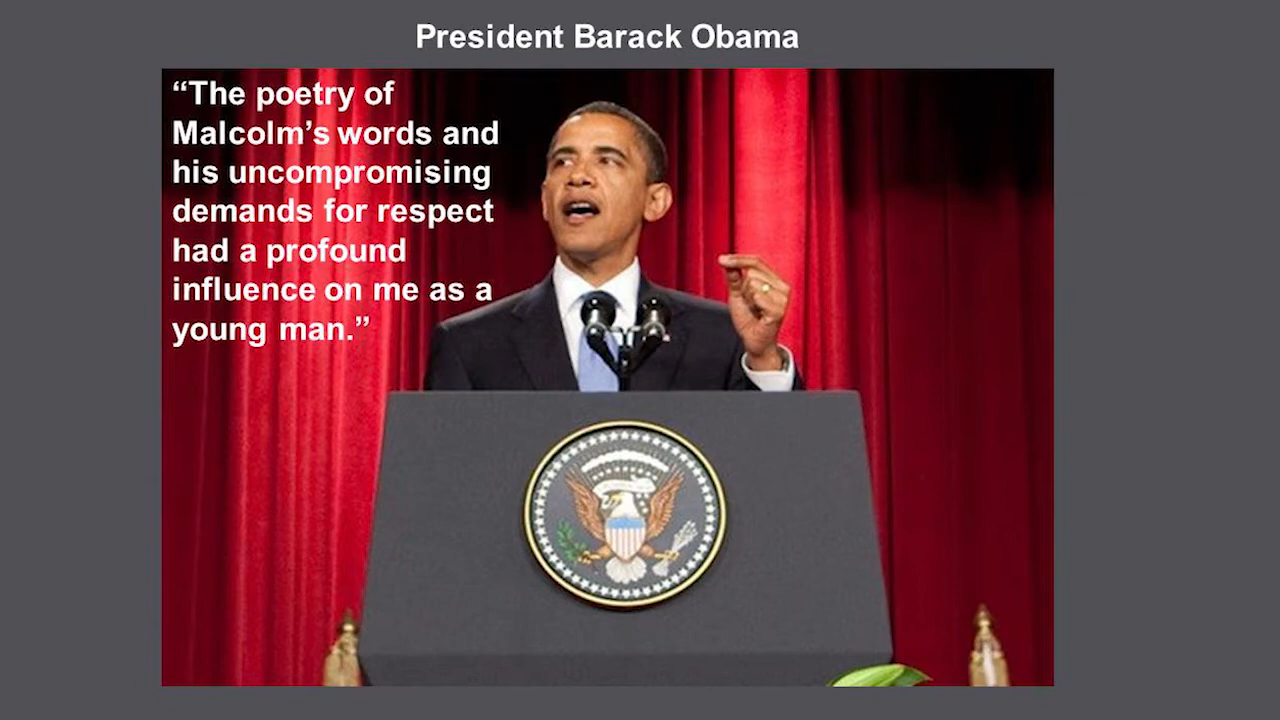 President Barack Obama
“The poetry of
Malcolm’s words and
his uncompromising
demands for respect
had a profound
influence on me as a
young man.”